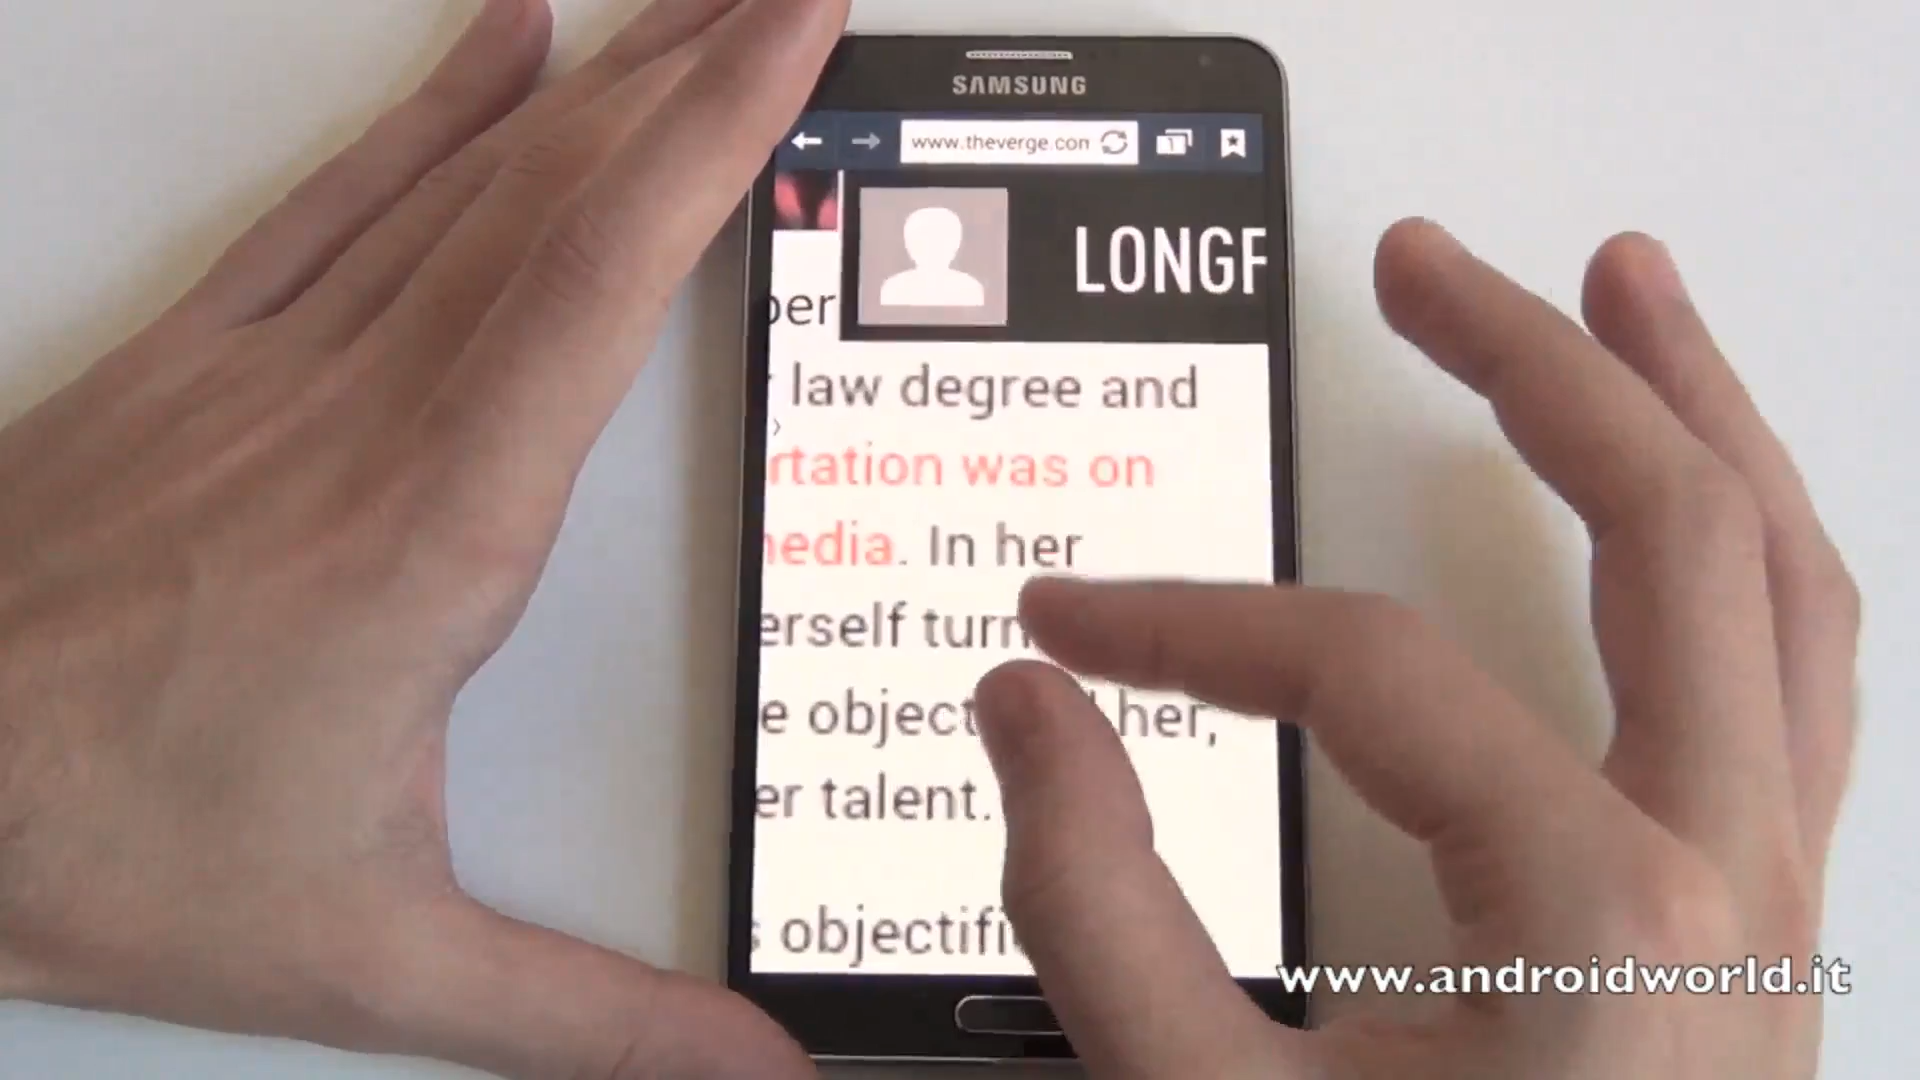 SAMSUNG
www.theverge.con
1
LONGF
per
law degree and
rtation was on
nedia. In her
erself turn
e object her,
er talent.
s objectifi
www.androidworld.it